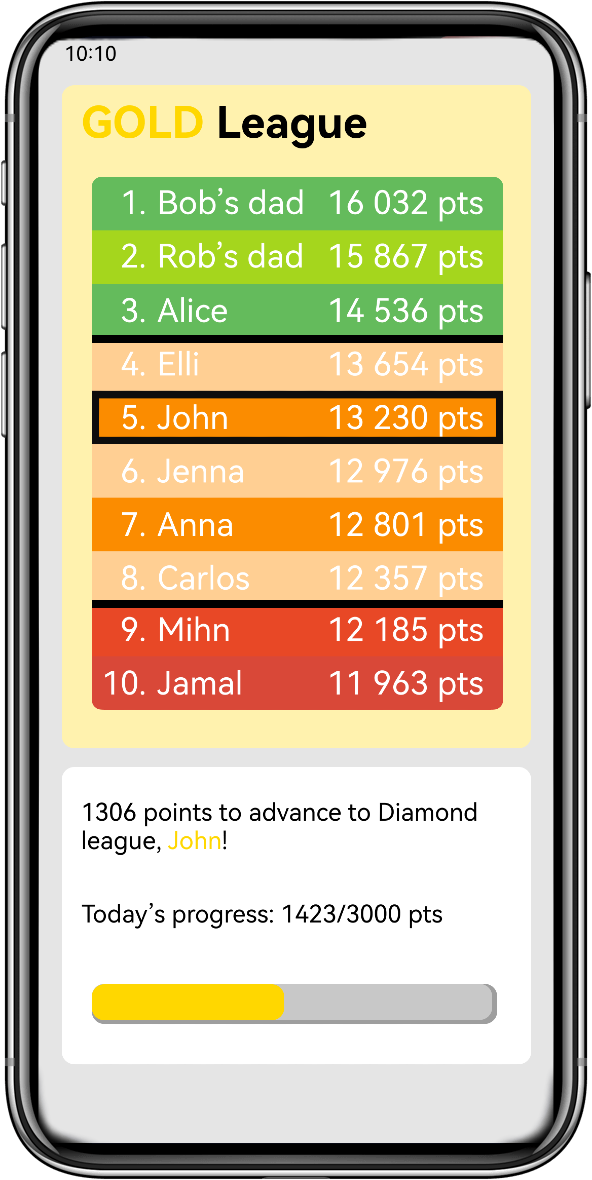 10:10
GOLD League
1. Bob's dad 16 032 pts
2. Rob's dad 15 867 pts
3. Alice 14 536 pts
4. Elli 13 654 pts
5. John 13 230 pts
6. Jenna 12 976 pts
7. Anna 12 801 pts
8. Carlos 12 357 pts
9. Mihn 12 185 pts
10. Jamal 11 963 pts
1306 points to advance to Diamond
league, John!
Today's progress: 1423/3000 pts